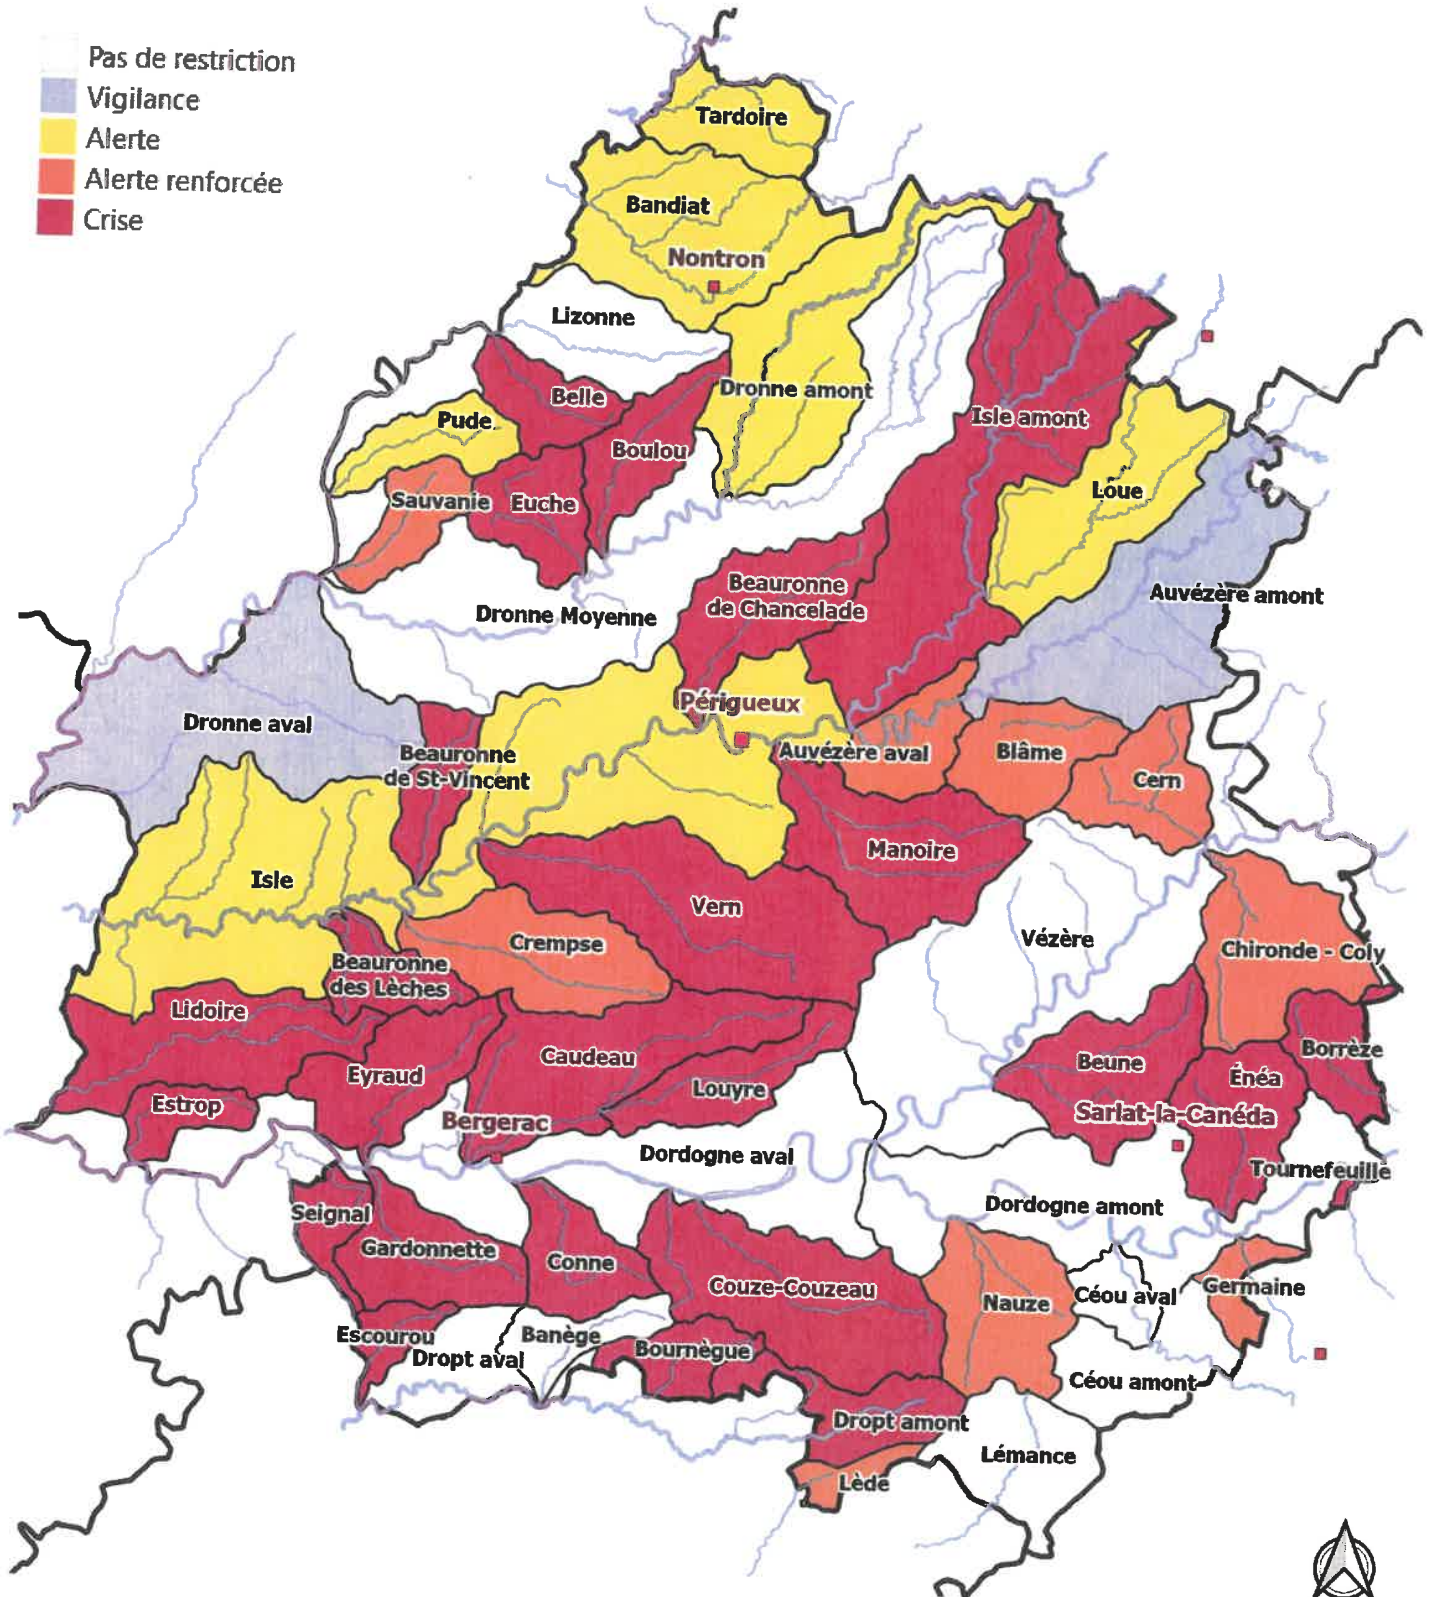 Pas de restriction
Vigilance
Alerte
Alerte renforcée
Crise
Tardoire
Bandiat
Nontron
Lizonne
Belle
Dronne amont
Pude
Isle amont
Boulou
Loue
Sauvanie
Euche
Beauronne
de Chancelade
Auvézère amont
Dronne Moyenne
Périgueux
Dronne aval
Beauronne
de St-Vincent
Auvézère aval
Blâme
Cern
Manoire
Isle
Vern
Crempse
Vézère
Chironde - Coly
Beauronne
des Lèches
Lidoire
Caudeau
Borrèze
Beune
Eyraud
Énéa
Louyre
Estrop
Sarlat-la-Canéda
Bergerac
Dordogne aval
Tournefeuille
Dordogne amont
Seignal
Gardonnette
Conne
Couze-Couzeau
Germaine
Céou aval
Nauze
Escourou
Banège
Bournègue
Dropt aval
Céou amont
Dropt amont
Lémance
Lède